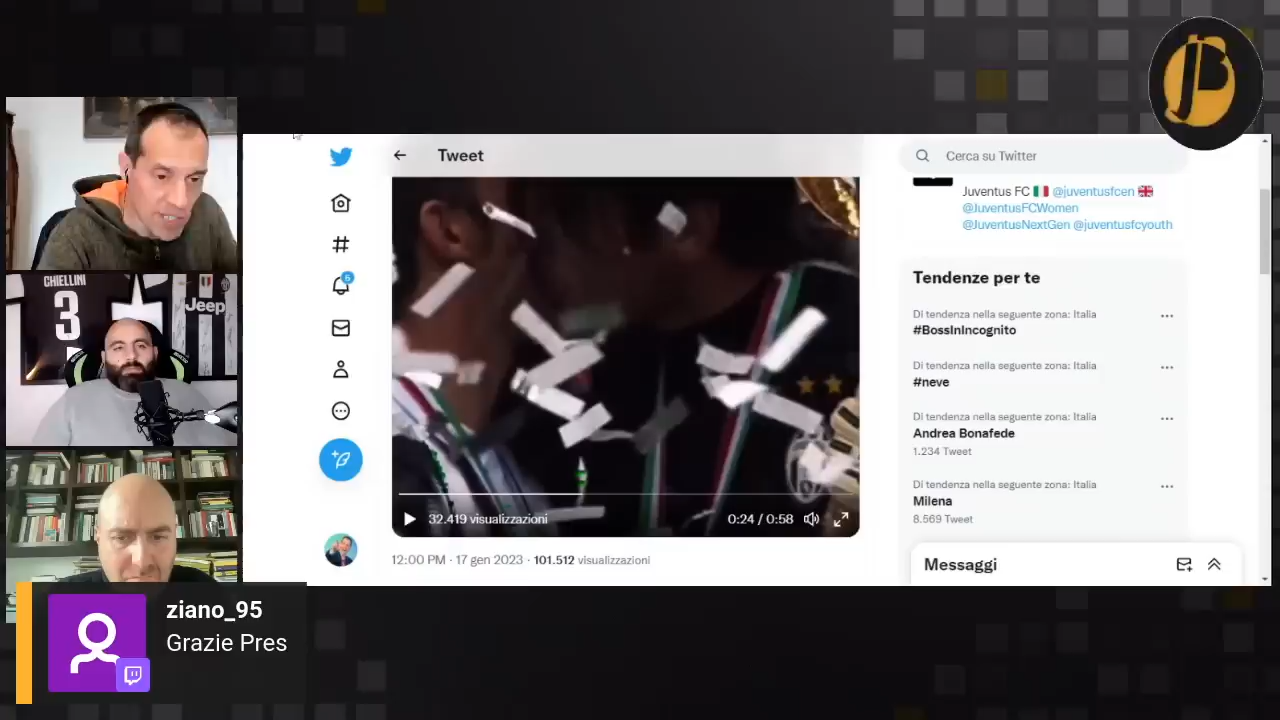 JB
CHIELLINI
3
Jeep
Tweet
5
32.419 visualizzazioni
0:24 / 0:58
12:00 PM · 17 gen 2023 · 101.512 visualizzazioni
Cerca su Twitter
Juventus FC 🇮🇹 @juventusfcen 🇬🇧
@JuventusFCWomen
@JuventusNextGen @juventusfcyouth
Tendenze per te
Di tendenza nella seguente zona: Italia
#BossInIncognito
Di tendenza nella seguente zona: Italia
#neve
Di tendenza nella seguente zona: Italia
Andrea Bonafede
1.234 Tweet
Di tendenza nella seguente zona: Italia
Milena
8.569 Tweet
Messaggi
ziano_95
Grazie Pres